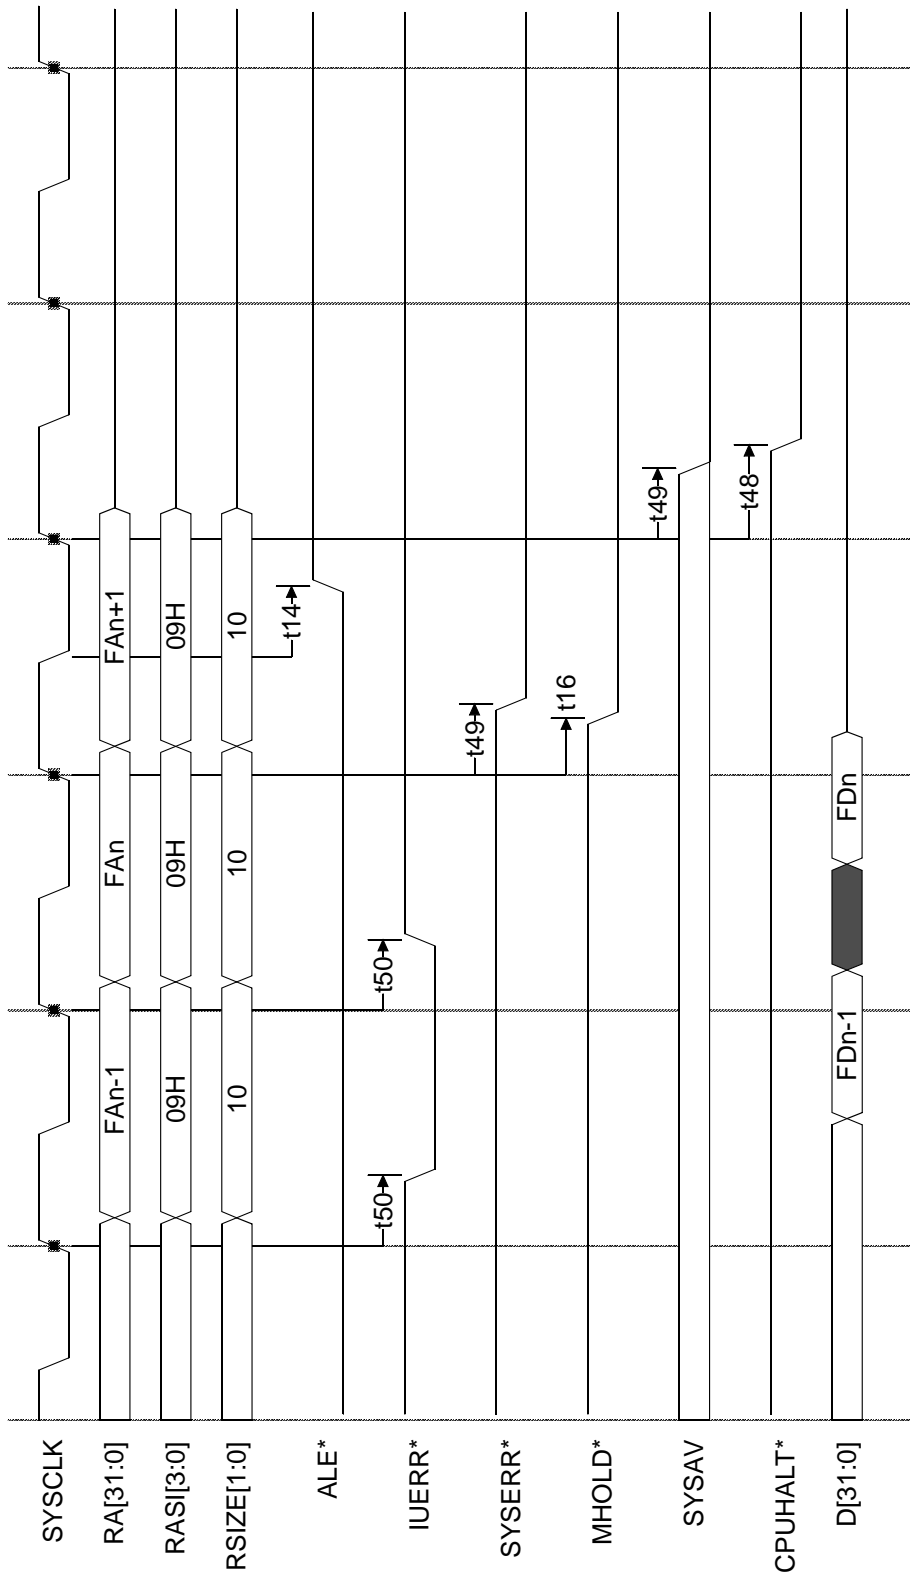 SYSCLK
RA[31:0]
FAn-1
FAn
FAn+1
RASI[3:0]
09H
09H
09H
RSIZE[1:0]
10
10
10
ALE*
t14
IUERR*
t50
t50
SYSERR*
t49
MHOLD*
t16
SYSAV
t49
CPUHALT*
t48
D[31:0]
FDn-1
FDn